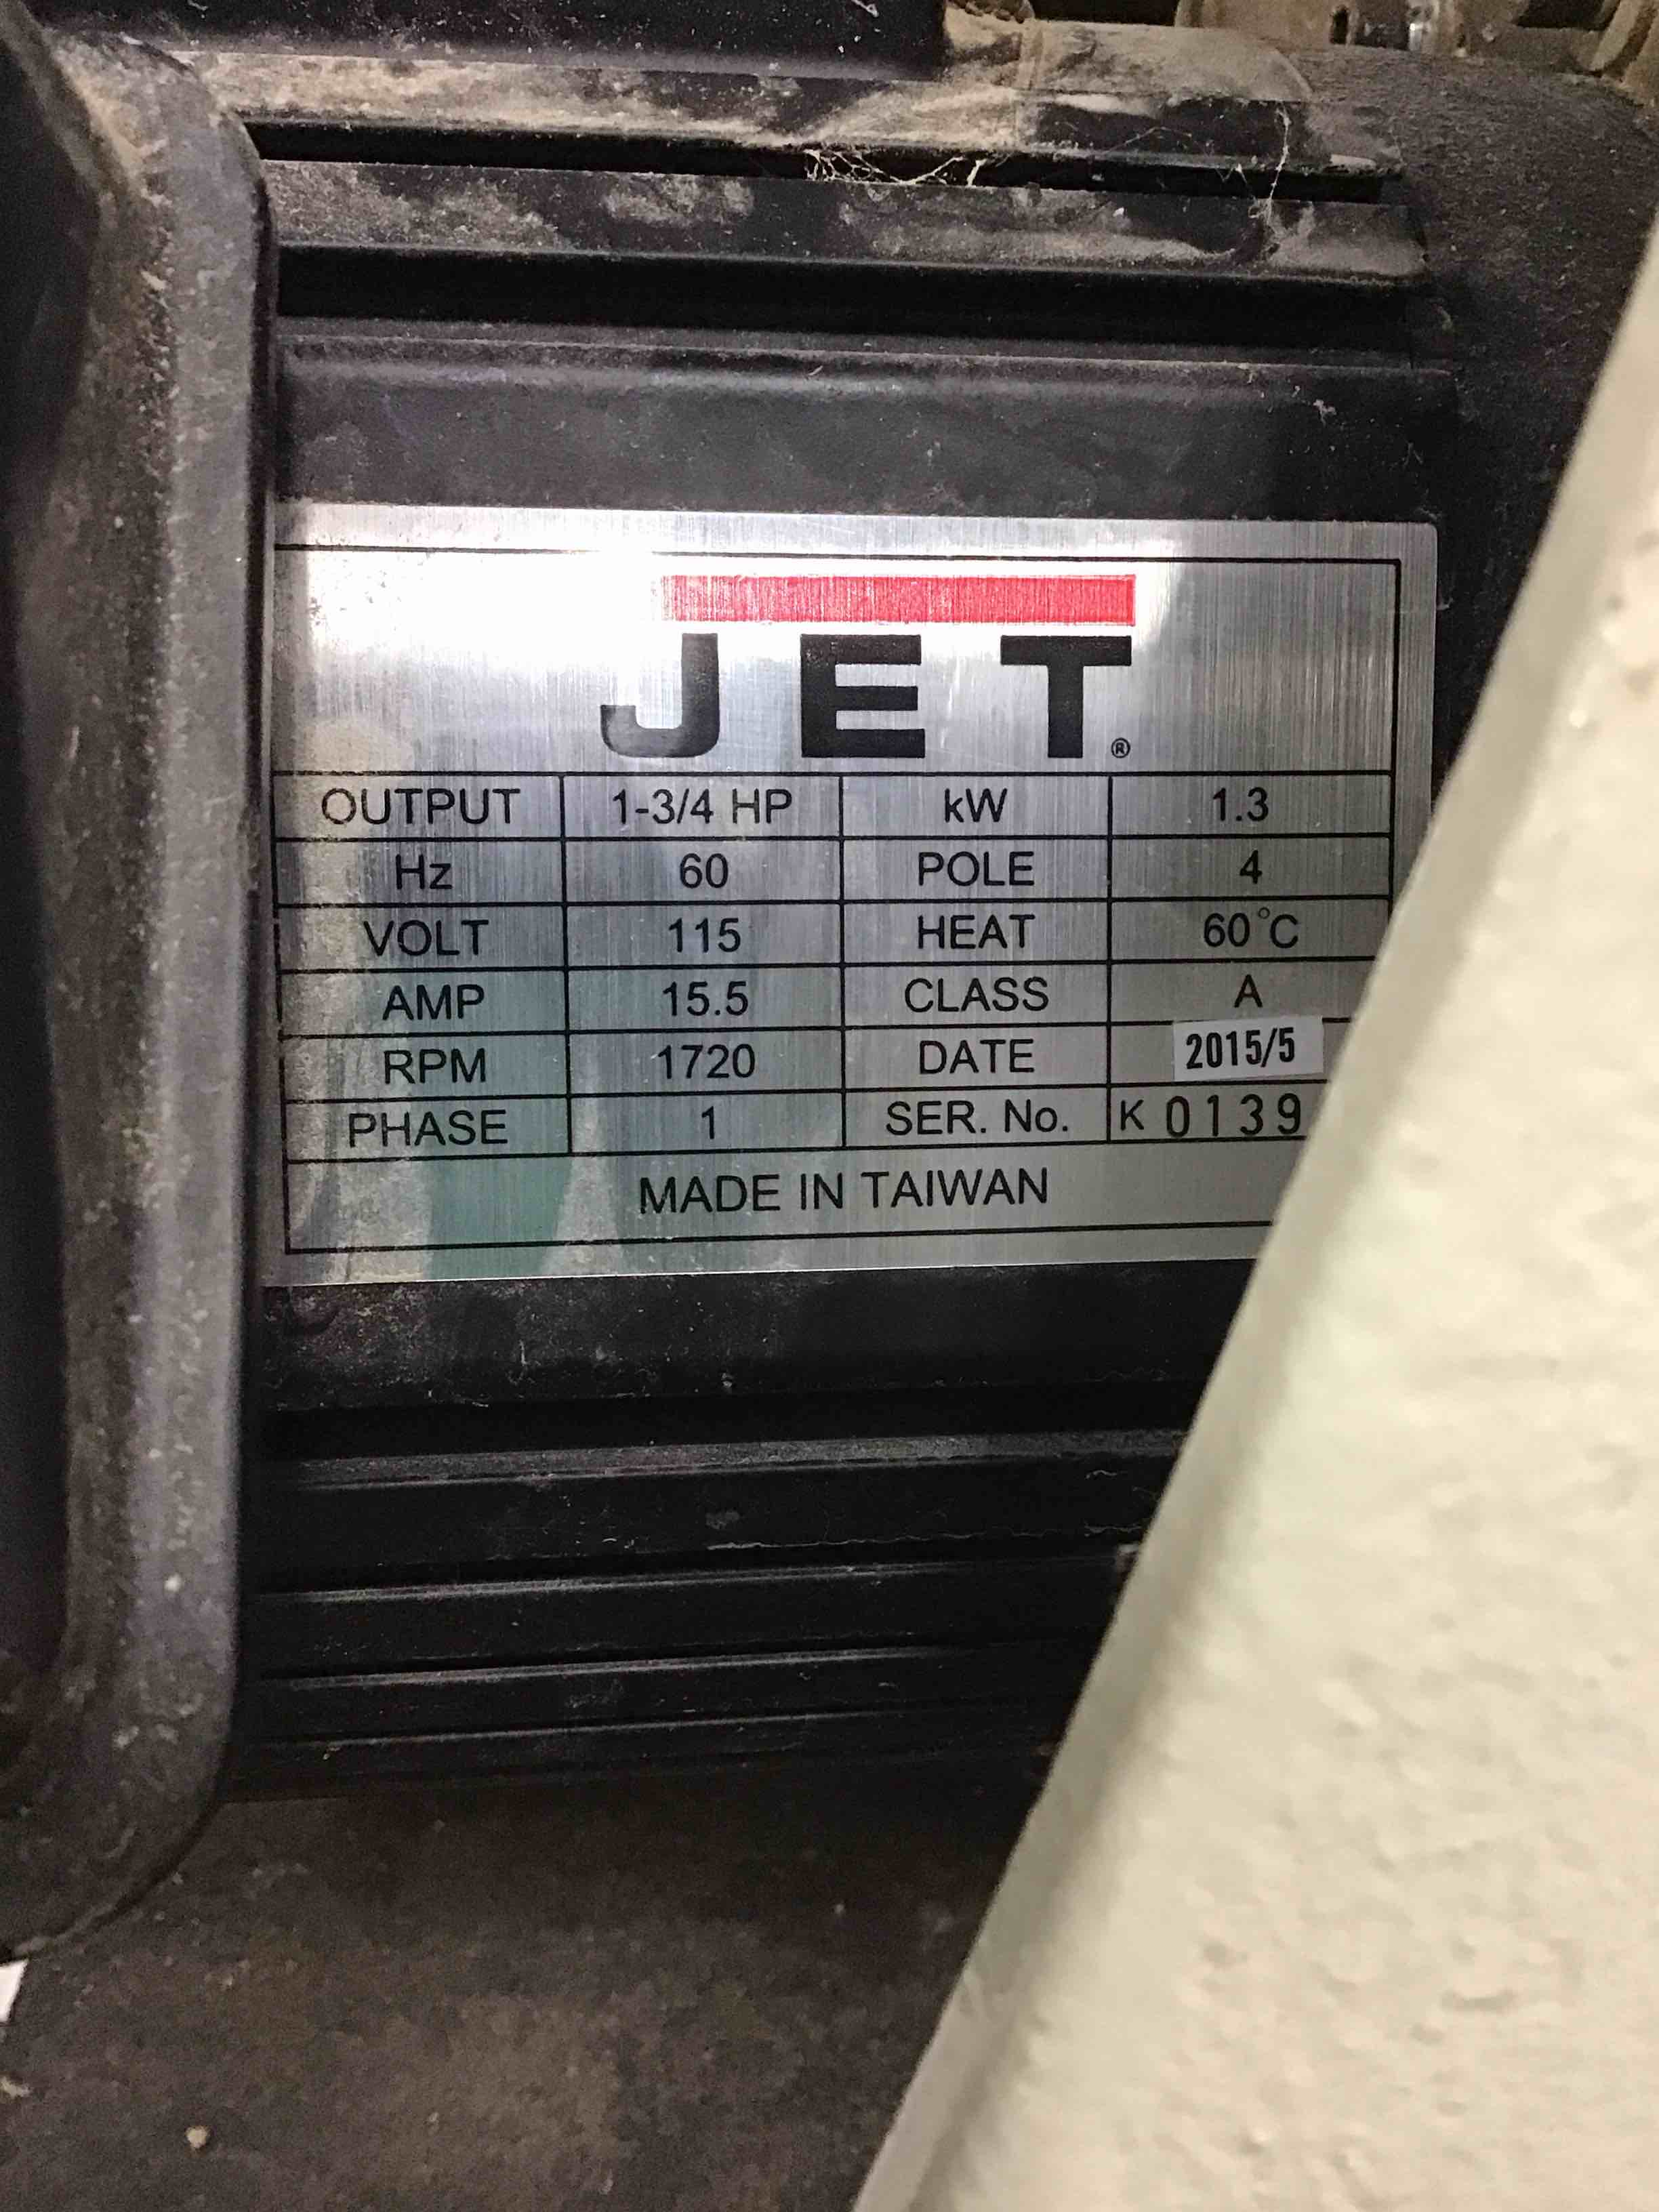 JET®
OUTPUT 1-3/4 HP kW 1.3
Hz 60 POLE 4
VOLT 115 HEAT 60°C
AMP 15.5 CLASS A
RPM 1720 DATE 2015/5
PHASE 1 SER. No. K 0139
MADE IN TAIWAN